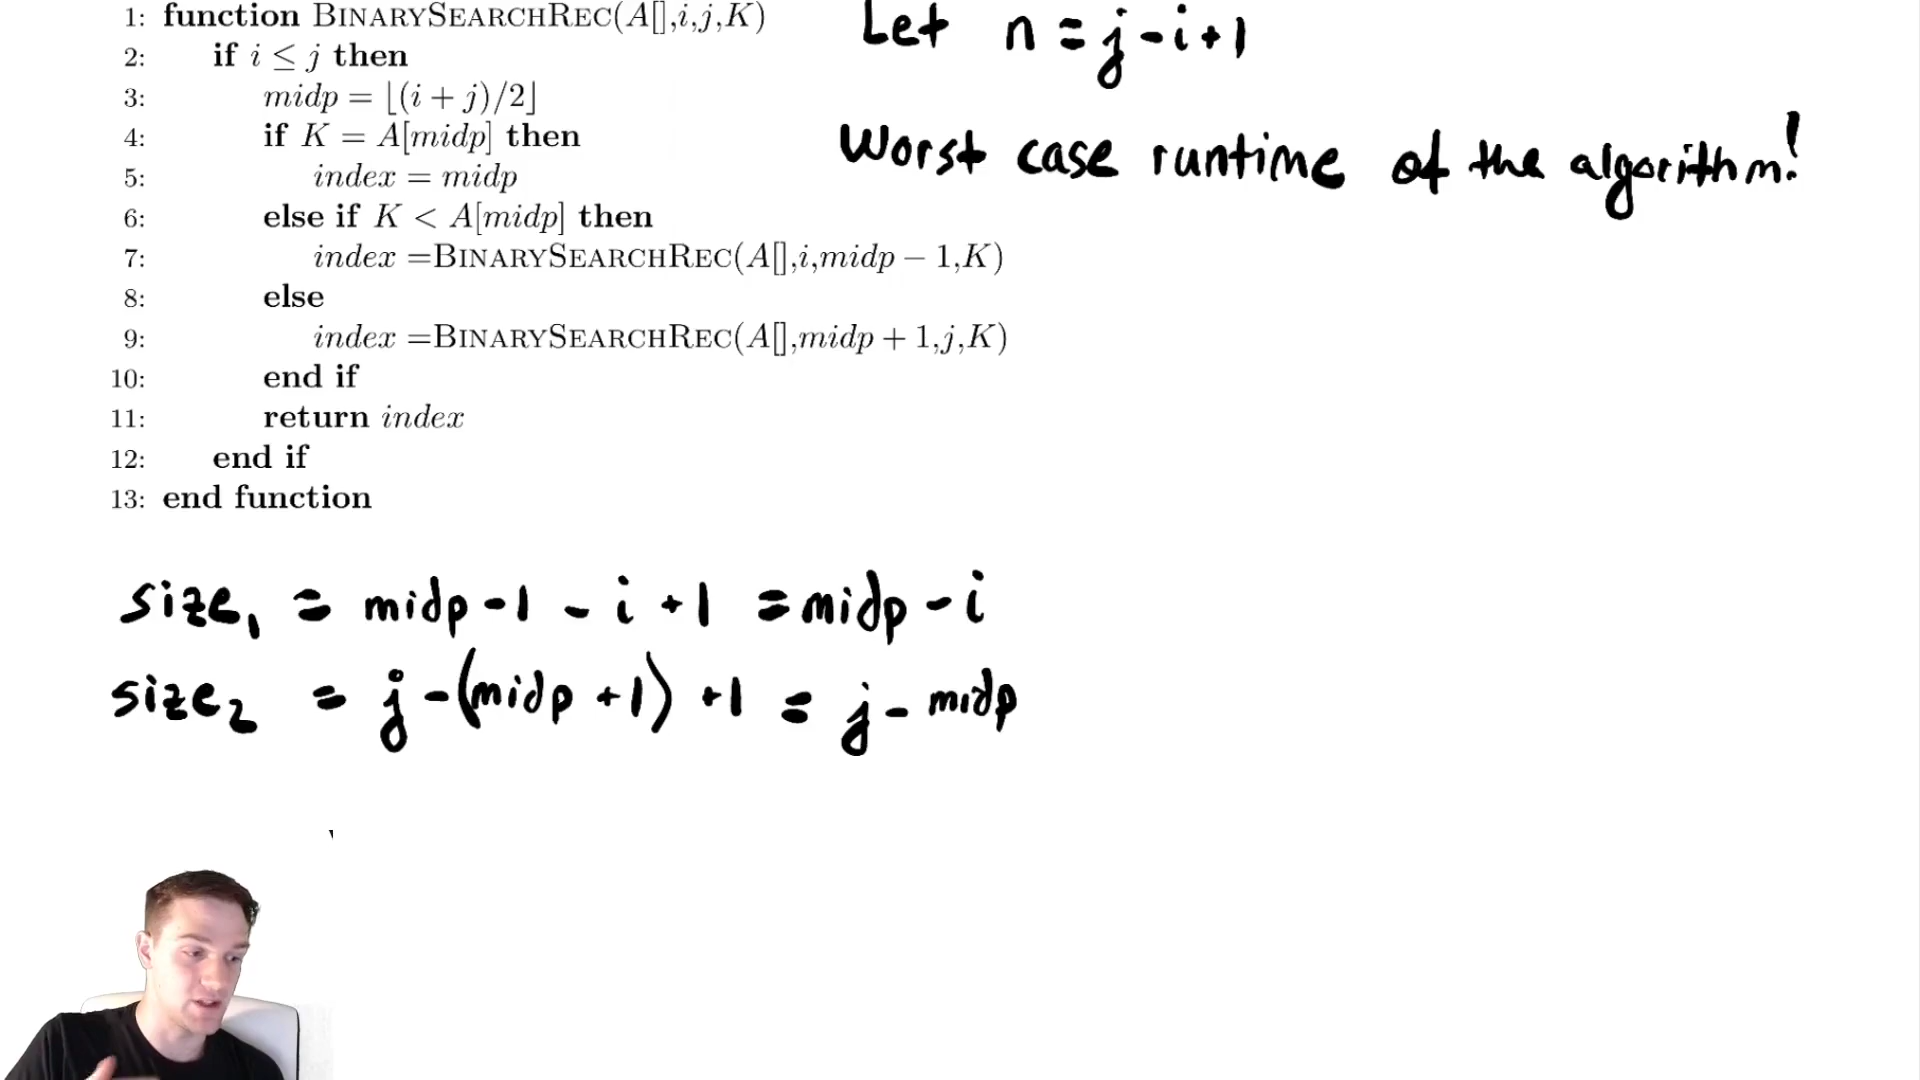 1: function BINARYSEARCHREC(A[],i,j,K)
2: if i ≤ j then
3: midp = ⌊(i + j)/2⌋
4: if K = A[midp] then
5: index = midp
6: else if K < A[midp] then
7: index =BINARYSEARCHREC(A[],i,midp − 1,K)
8: else
9: index =BINARYSEARCHREC(A[],midp + 1,j,K)
10: end if
11: return index
12: end if
13: end function
Let n = j - i + 1
Worst case runtime of the algorithm!
size₁ = midp - 1 - i + 1 = midp - i
size₂ = j - (midp + 1) + 1 = j - midp